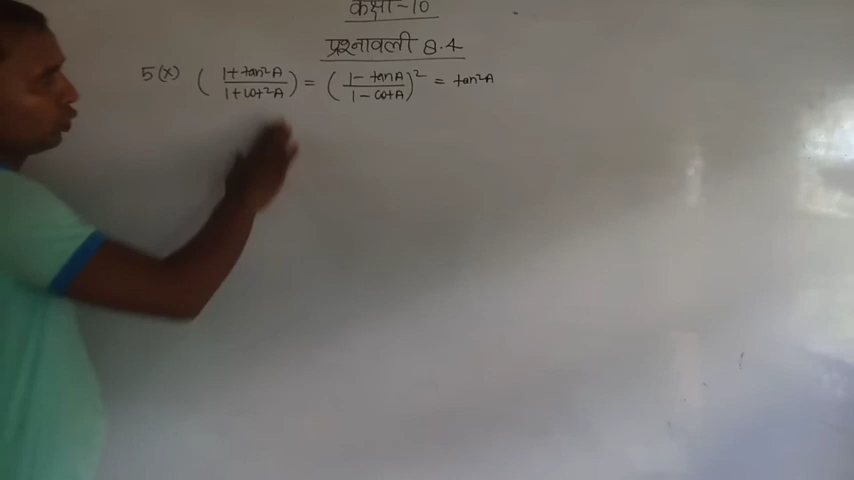 कक्षा-10
प्रश्नावली 8.4
5(x) ( 1+tan²A / 1+cot²A ) = ( 1-tanA / 1-cotA )² = tan²A